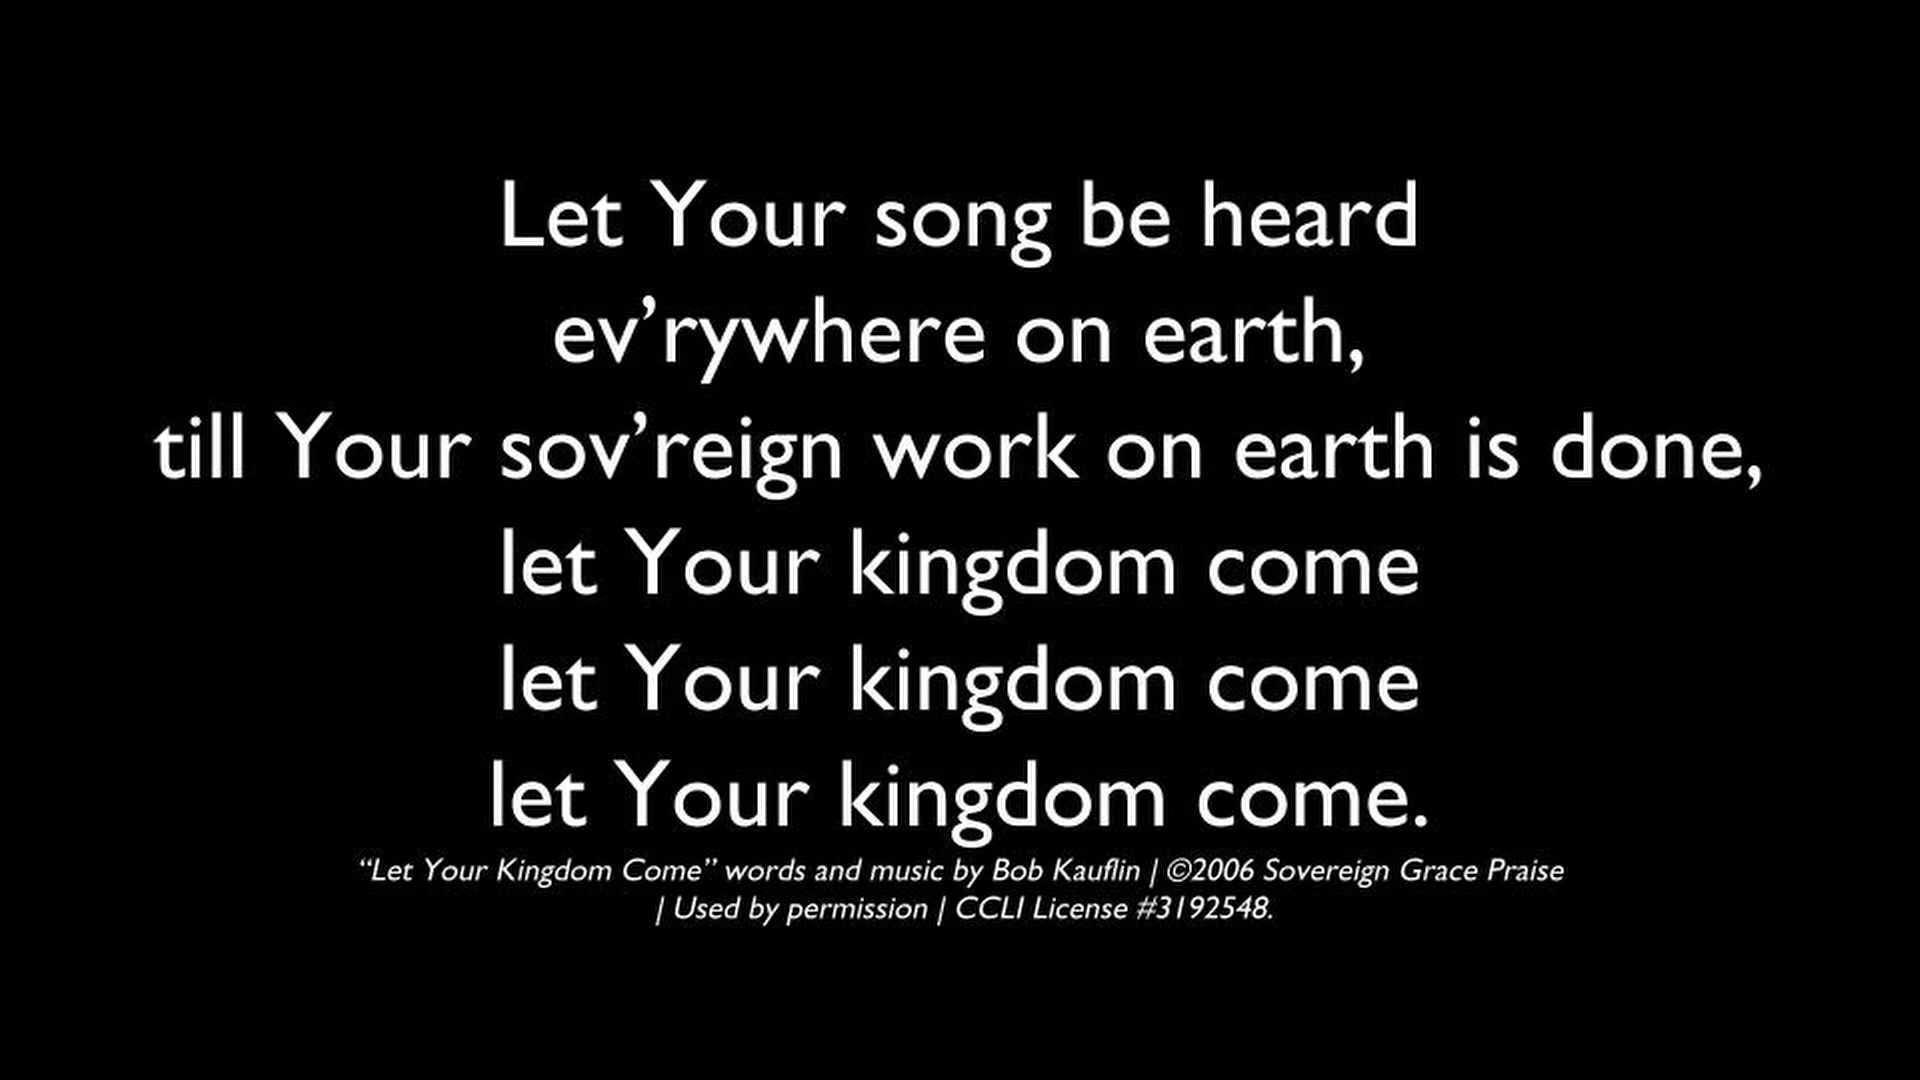 Let Your song be heard
ev’rywhere on earth,
till Your sov’reign work on earth is done,
let Your kingdom come
let Your kingdom come
let Your kingdom come.
“Let Your Kingdom Come” words and music by Bob Kauflin | ©2006 Sovereign Grace Praise
| Used by permission | CCLI License #3192548.